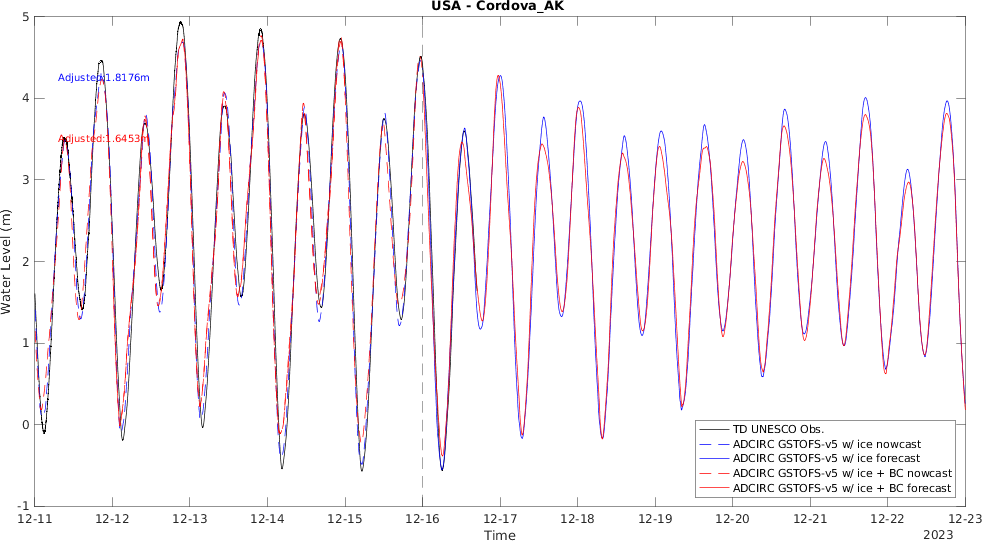 USA - Cordova_AK
5
4
3
2
1
0
-1
Water Level (m)
Adjusted:1.8176m
Adjusted:1.6453m
TD UNESCO Obs.
ADCIRC GSTOFS-v5 w/ ice nowcast
ADCIRC GSTOFS-v5 w/ ice forecast
ADCIRC GSTOFS-v5 w/ ice + BC nowcast
ADCIRC GSTOFS-v5 w/ ice + BC forecast
12-11 12-12 12-13 12-14 12-15 12-16 12-17 12-18 12-19 12-20 12-21 12-22 12-23
Time
2023